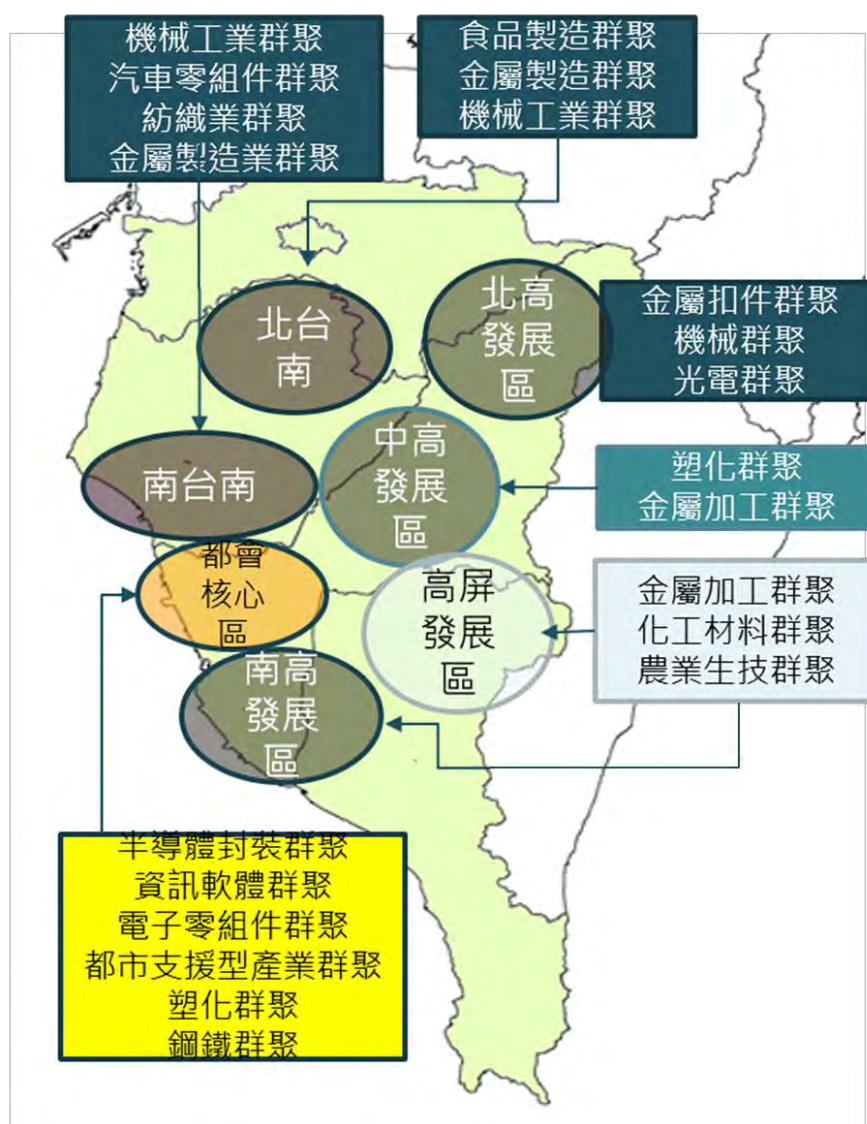 機械工業群聚
汽車零組件群聚
紡織業群聚
金屬製造業群聚
食品製造群聚
金屬製造群聚
機械工業群聚
北台
南
北高
發展
區
金屬扣件群聚
機械群聚
光電群聚
南台南
中高
發展
區
塑化群聚
金屬加工群聚
都會
核心
區
高屏
發展
區
金屬加工群聚
化工材料群聚
農業生技群聚
南高
發展
區
半導體封裝群聚
資訊軟體群聚
電子零組件群聚
都市支援型產業群聚
塑化群聚
鋼鐵群聚